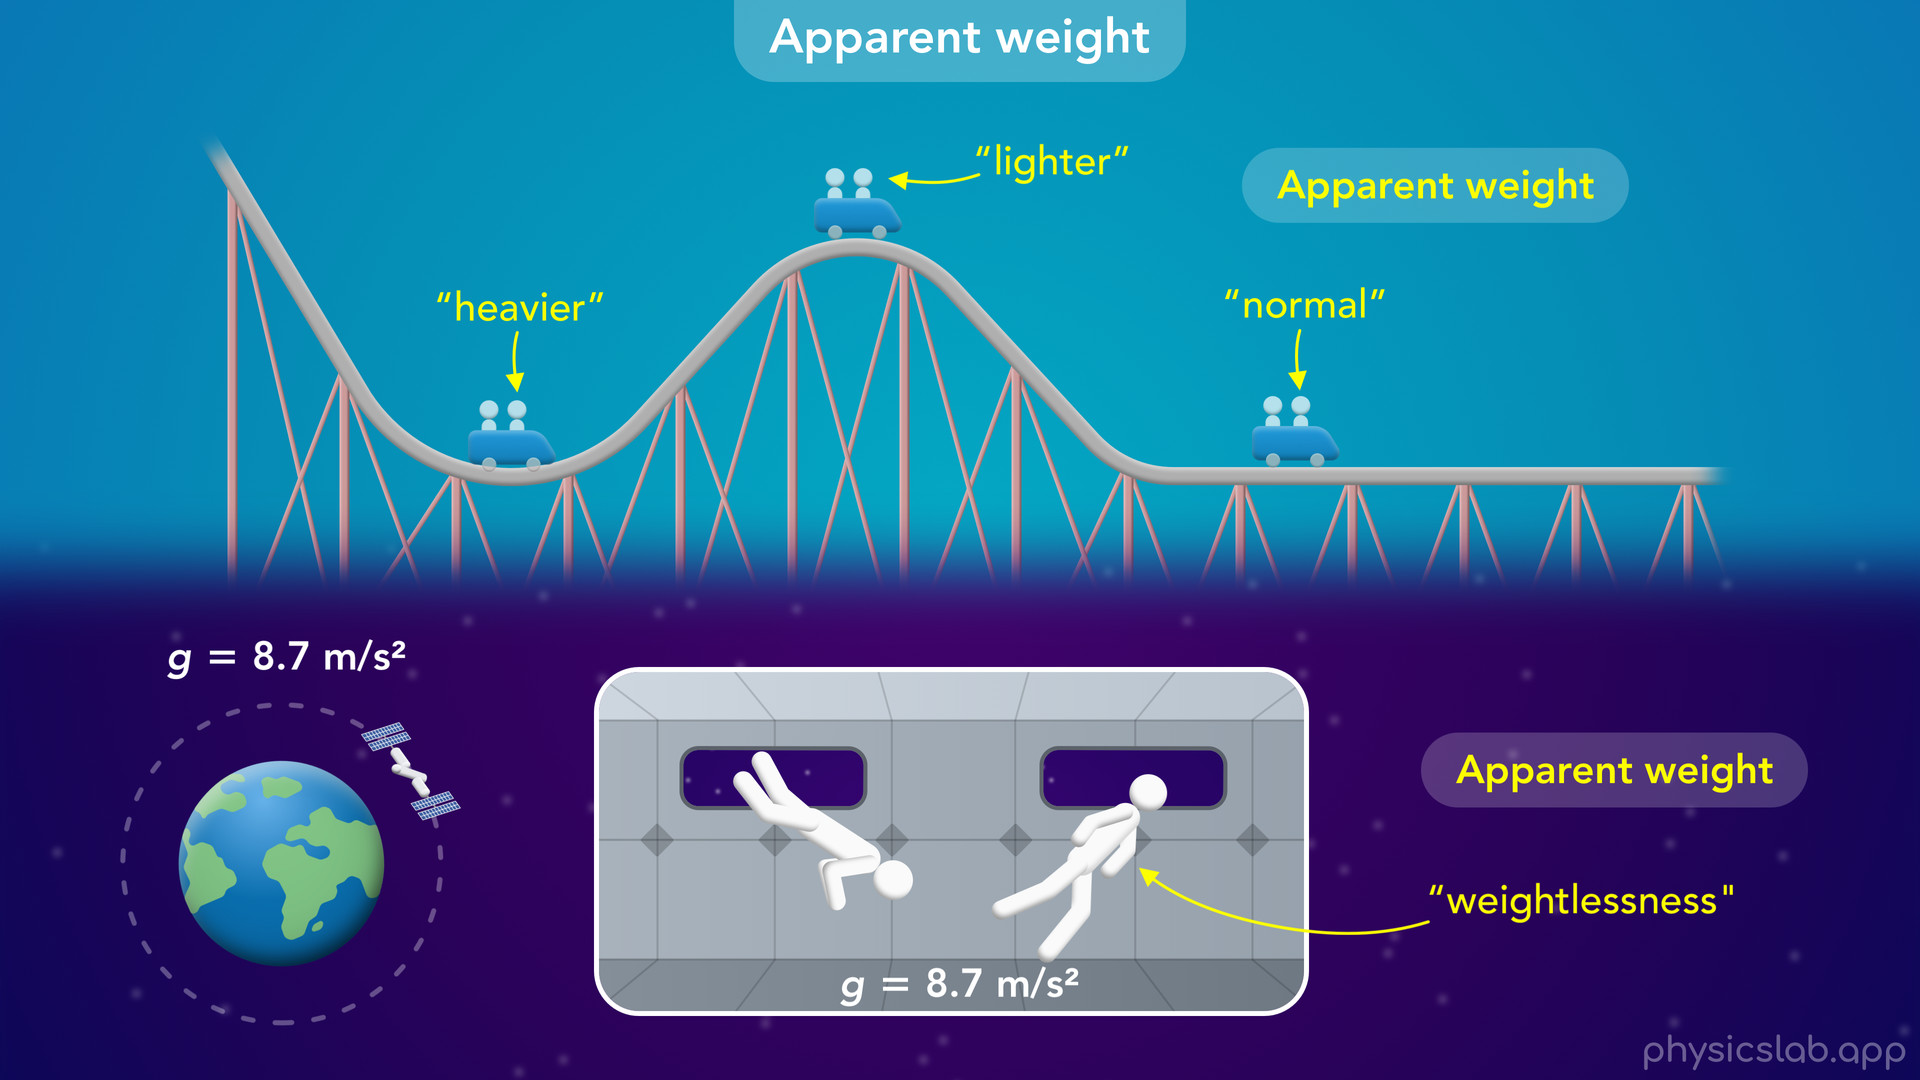 Apparent weight
“lighter”
Apparent weight
“heavier”
“normal”
g = 8.7 m/s²
Apparent weight
“weightlessness"
g = 8.7 m/s²
physicslab.app